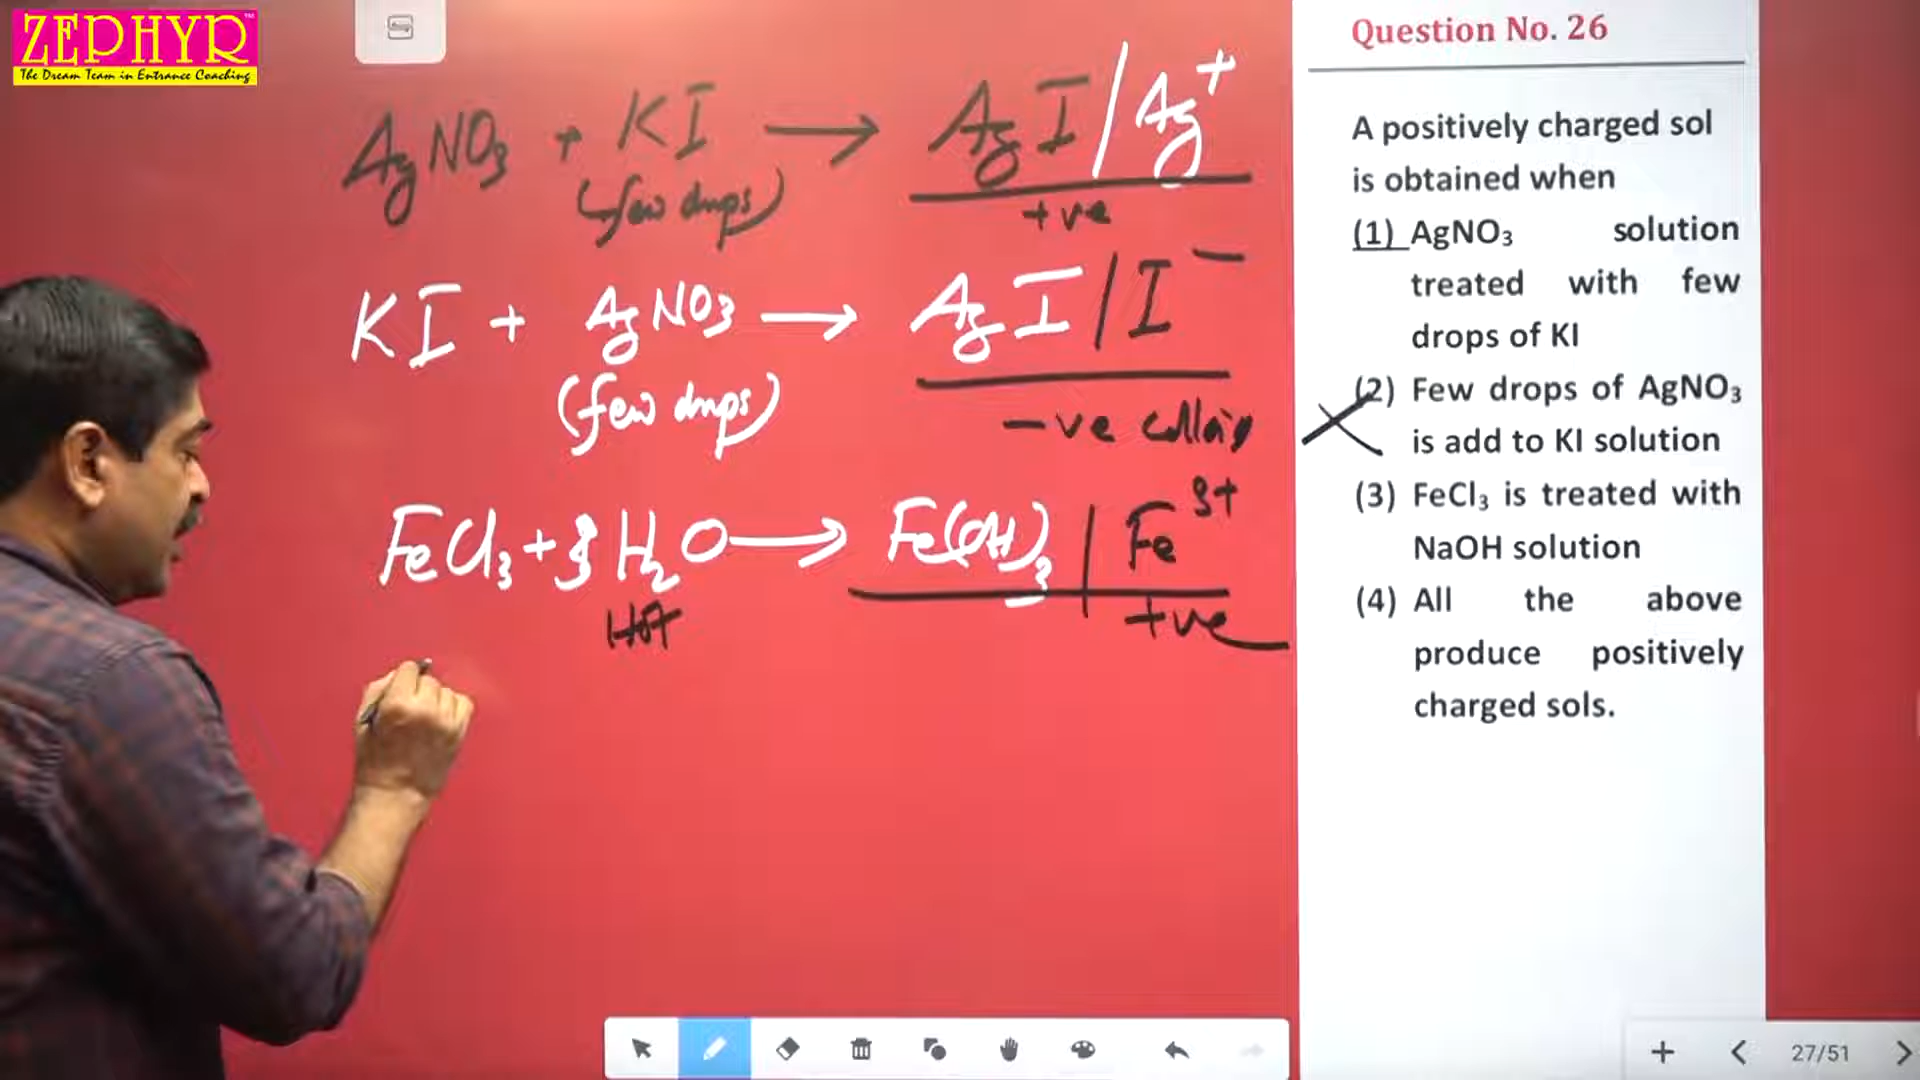 ZEPHYR™
The Dream Team in Entrance Coaching
AgNO3 + KI → AgI / Ag+
(few drops)
+ve
KI + AgNO3 → AgI / I−
(few drops)
−ve
FeCl3 + 3 H2O → Fe(OH)3 | Fe3+
Hot
+ve
Question No. 26
A positively charged sol
is obtained when
(1) AgNO3 solution
treated with few
drops of KI
(2) Few drops of AgNO3
is add to KI solution
(3) FeCl3 is treated with
NaOH solution
(4) All the above
produce positively
charged sols.
27/51